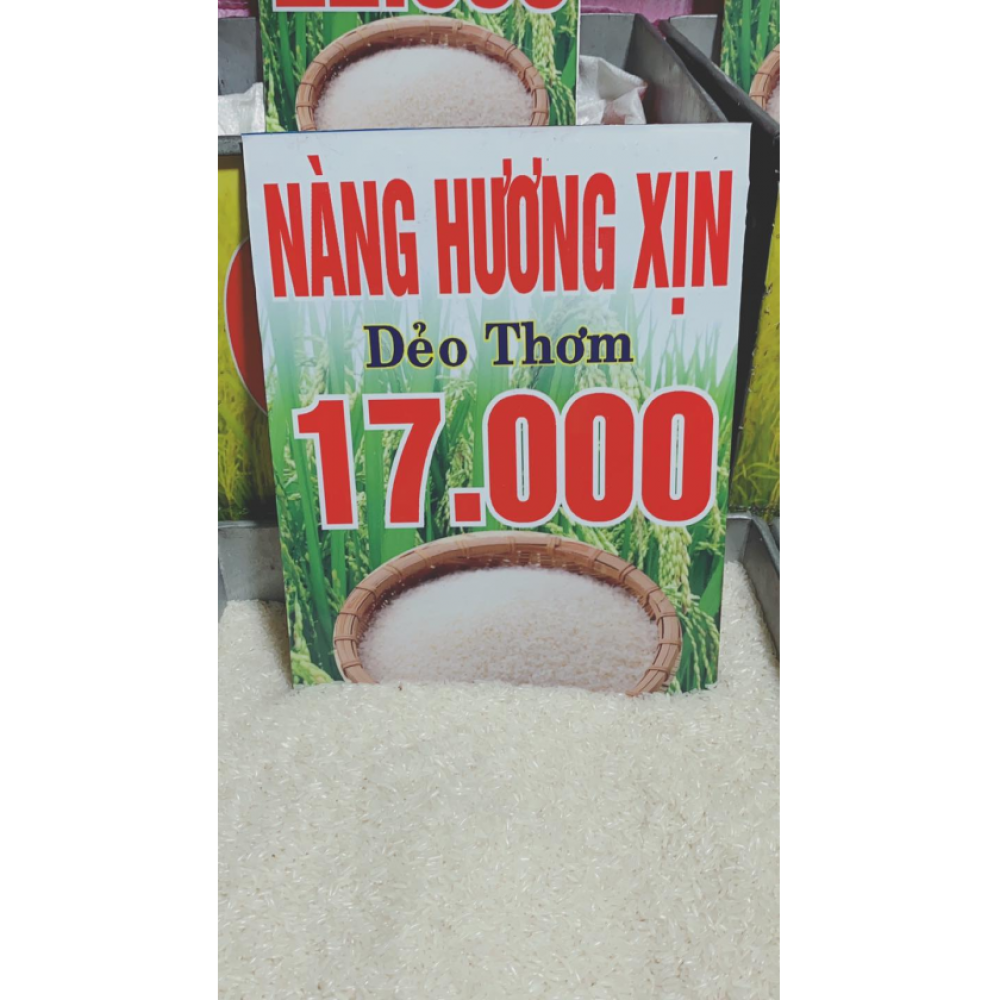 NÀNG HƯƠNG XỊN
Dẻo Thơm
17.000